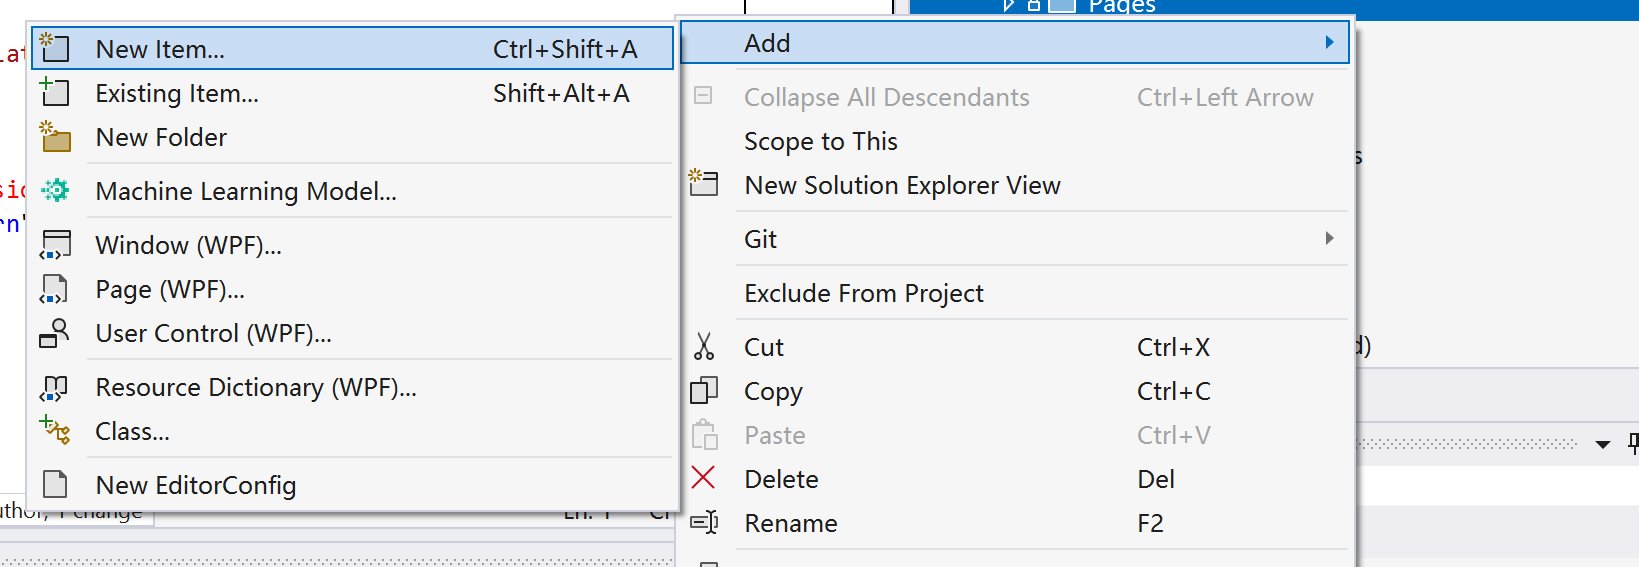 Pages
New Item... Ctrl+Shift+A
Existing Item... Shift+Alt+A
New Folder
Machine Learning Model...
Window (WPF)...
Page (WPF)...
User Control (WPF)...
Resource Dictionary (WPF)...
Class...
New EditorConfig
Add
Collapse All Descendants Ctrl+Left Arrow
Scope to This
New Solution Explorer View
Git
Exclude From Project
Cut Ctrl+X
Copy Ctrl+C
Paste Ctrl+V
Delete Del
Rename F2